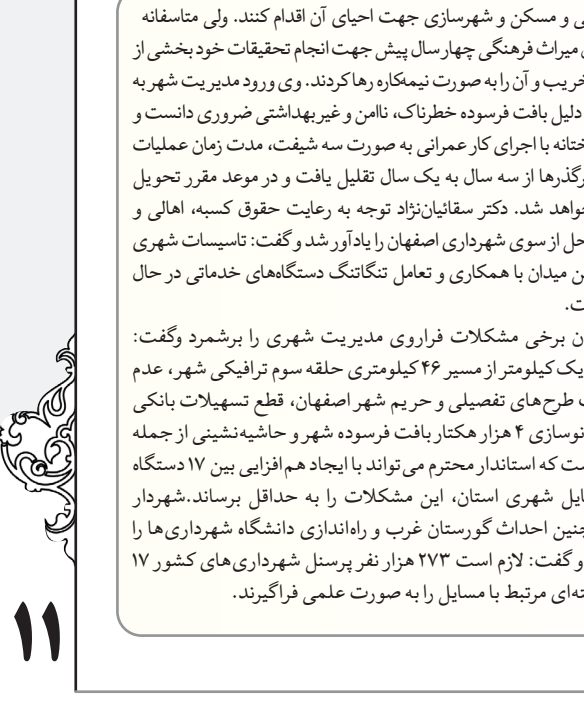 ی و مسکن و شهرسازی جهت احیای آن اقدام کنند. ولی متاسفانه
میراث فرهنگی چهار سال پیش جهت انجام تحقیقات خود بخشی از
خریب و آن را به صورت نیمه‌کاره رها کردند. وی ورود مدیریت شهر به
دلیل بافت فرسوده خطرناک، ناامن و غیربهداشتی ضروری دانست و
ختانه با اجرای کار عمرانی به صورت سه شیفت، مدت زمان عملیات
رگذرها از سه سال به یک سال تقلیل یافت و در موعد مقرر تحویل
واهد شد. دکتر سقائیان‌نژاد توجه به رعایت حقوق کسبه، اهالی و
حل از سوی شهرداری اصفهان را یادآور شد و گفت: تاسیسات شهری
ن میدان با همکاری و تعامل تنگاتنگ دستگاه‌های خدماتی در حال
ت.
ن برخی مشکلات فراروی مدیریت شهری را برشمرد وگفت:
یک کیلومتر از مسیر ۴۶ کیلومتری حلقه سوم ترافیکی شهر، عدم
ت طرح‌های تفصیلی و حریم شهر اصفهان، قطع تسهیلات بانکی
نوسازی ۴ هزار هکتار بافت فرسوده شهر و حاشیه‌نشینی از جمله
ست که استاندار محترم می‌تواند با ایجاد هم‌افزایی بین ۱۷ دستگاه
ایل شهری استان، این مشکلات را به حداقل برساند.شهردار
چنین احداث گورستان غرب و راه‌اندازی دانشگاه شهرداری‌ها را
و گفت: لازم است ۲۷۳ هزار نفر پرسنل شهرداری‌های کشور ۱۷
ته‌ای مرتبط با مسایل را به صورت علمی فراگیرند.
۱۱